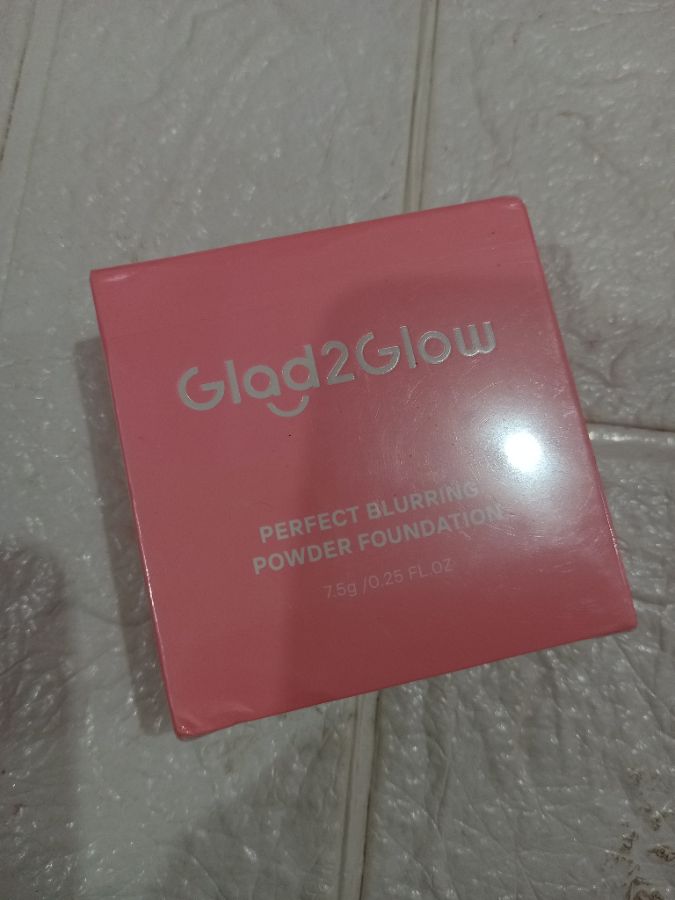 Glad2Glow
PERFECT BLURRING
POWDER FOUNDATION
7.5g /0.25 FL.OZ